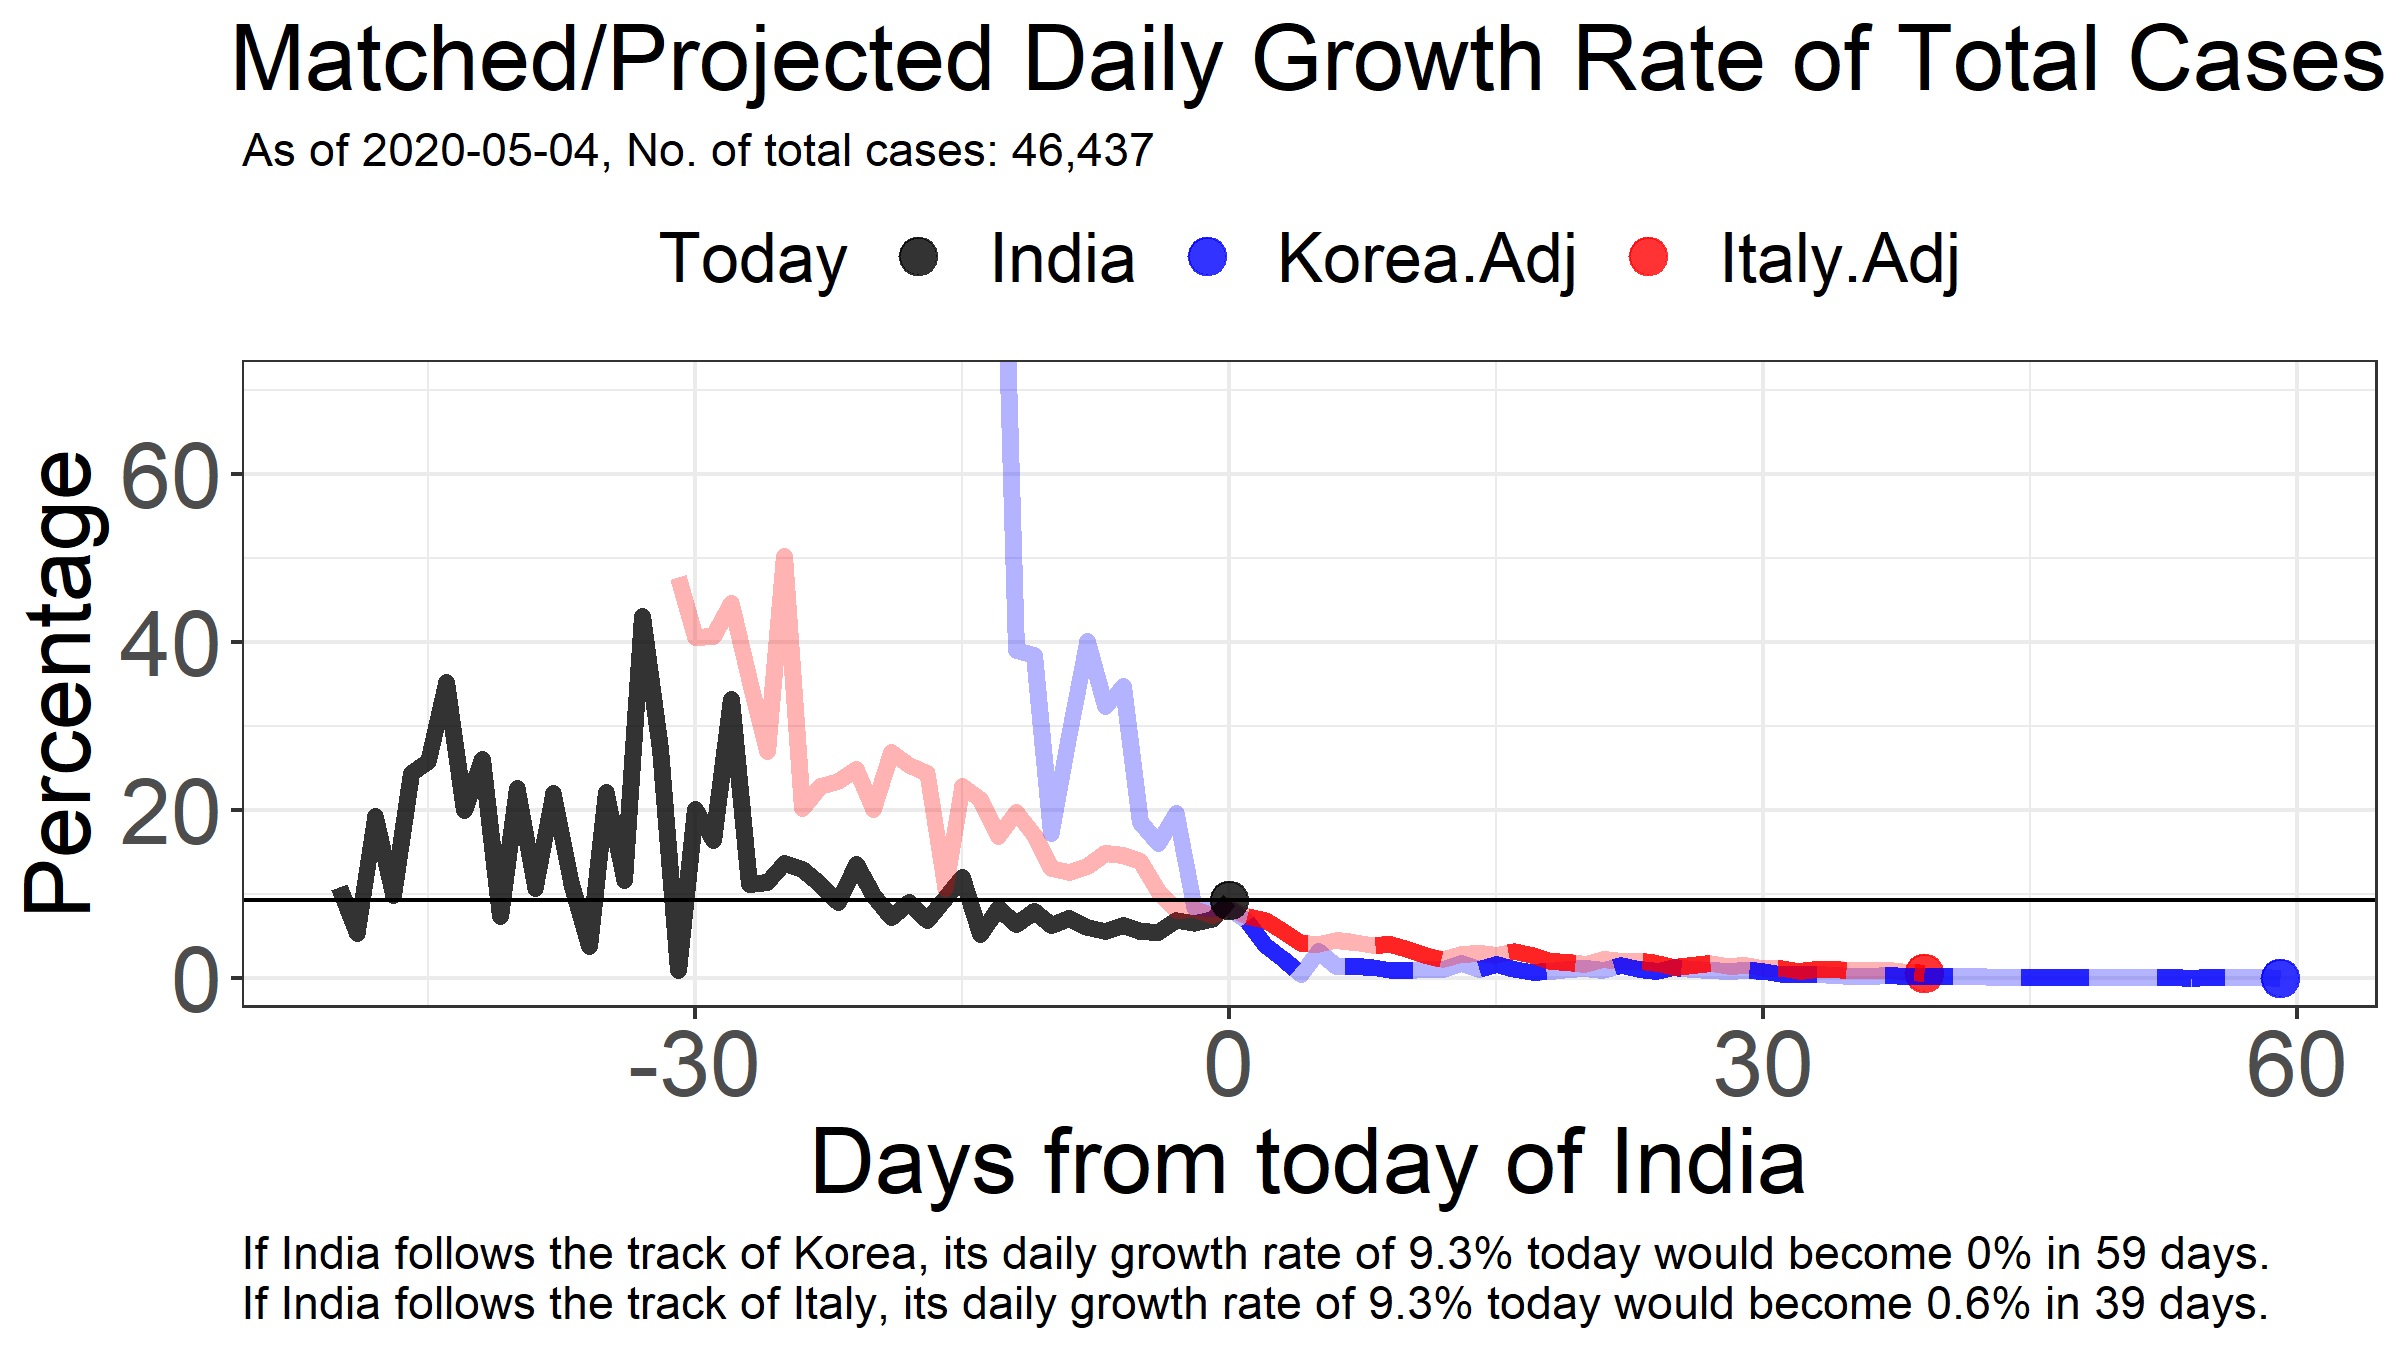 Matched/Projected Daily Growth Rate of Total Cases
As of 2020-05-04, No. of total cases: 46,437
Today India Korea.Adj Italy.Adj
Percentage
60
40
20
0
-30 0 30 60
Days from today of India
If India follows the track of Korea, its daily growth rate of 9.3% today would become 0% in 59 days.
If India follows the track of Italy, its daily growth rate of 9.3% today would become 0.6% in 39 days.